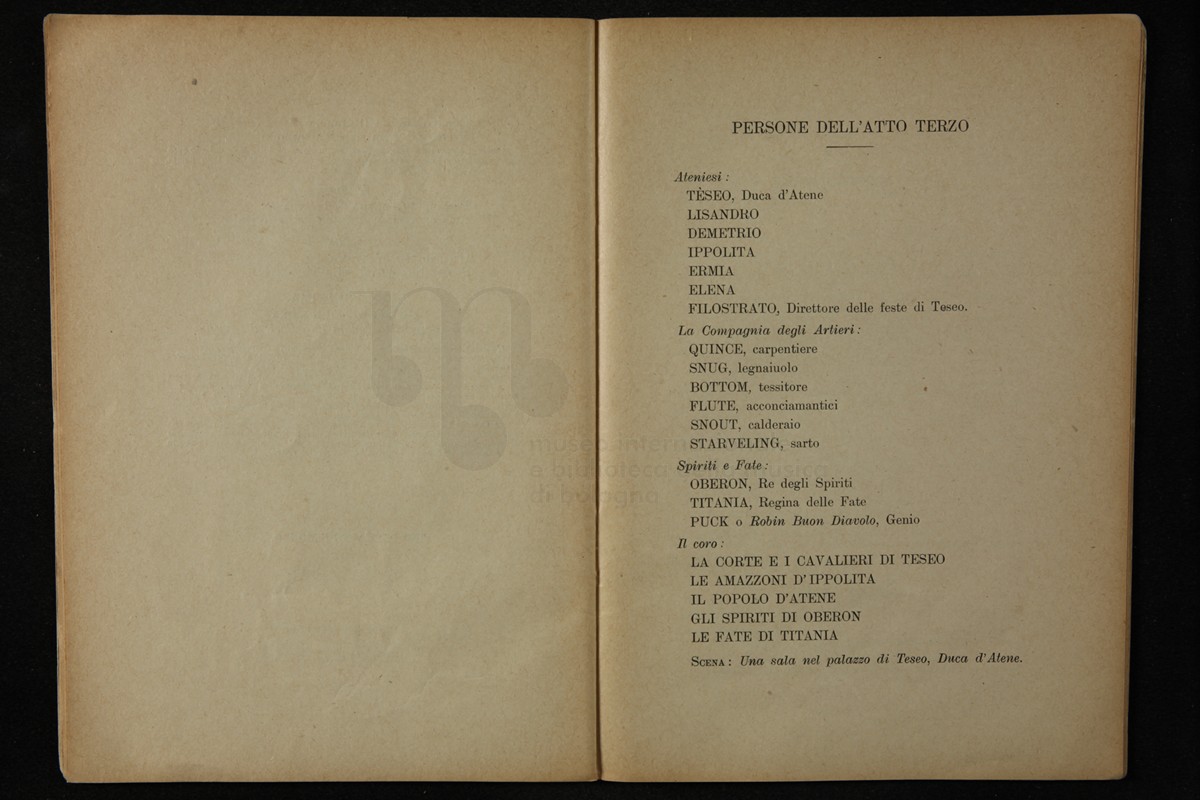 PERSONE DELL'ATTO TERZO
Ateniesi :
TÈSEO, Duca d'Atene
LISANDRO
DEMETRIO
IPPOLITA
ERMIA
ELENA
FILOSTRATO, Direttore delle feste di Teseo.
La Compagnia degli Artieri :
QUINCE, carpentiere
SNUG, legnaiuolo
BOTTOM, tessitore
FLUTE, acconciamantici
SNOUT, calderaio
STARVELING, sarto
Spiriti e Fate :
OBERON, Re degli Spiriti
TITANIA, Regina delle Fate
PUCK o Robin Buon Diavolo, Genio
Il coro :
LA CORTE E I CAVALIERI DI TESEO
LE AMAZZONI D'IPPOLITA
IL POPOLO D'ATENE
GLI SPIRITI DI OBERON
LE FATE DI TITANIA
SCENA : Una sala nel palazzo di Teseo, Duca d'Atene.
di bologna